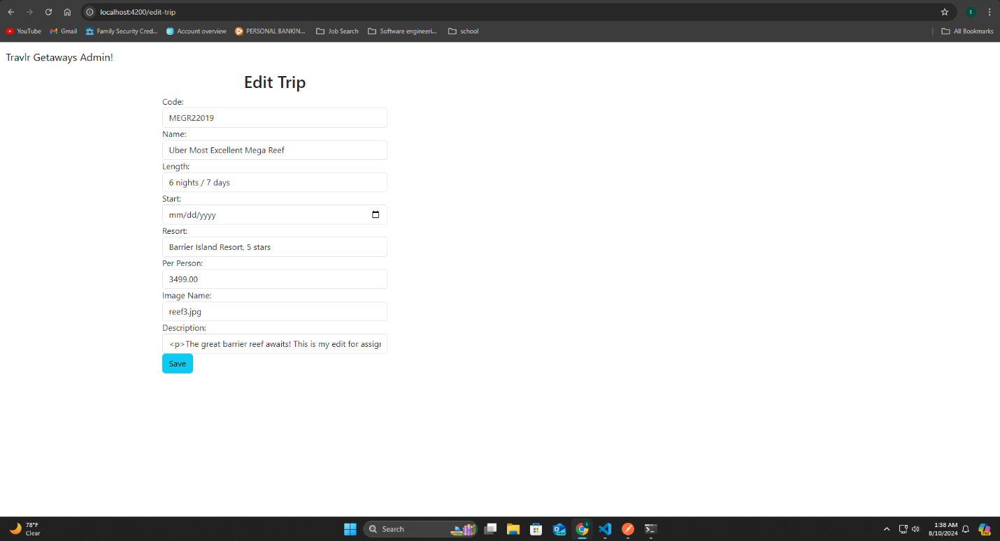 localhost:4200/edit-trip
YouTube Gmail Family Security Cred... Account overview PERSONAL BANKIN... Job Search Software engineeri... school All Bookmarks
Travlr Getaways Admin!
Edit Trip
Code:
MEGR22019
Name:
Uber Most Excellent Mega Reef
Length:
6 nights / 7 days
Start:
mm/dd/yyyy
Resort:
Barrier Island Resort, 5 stars
Per Person:
3499.00
Image Name:
reef3.jpg
Description:
<p>The great barrier reef awaits! This is my edit for assign
Save
78°F
Clear
Search
1:38 AM
8/10/2024